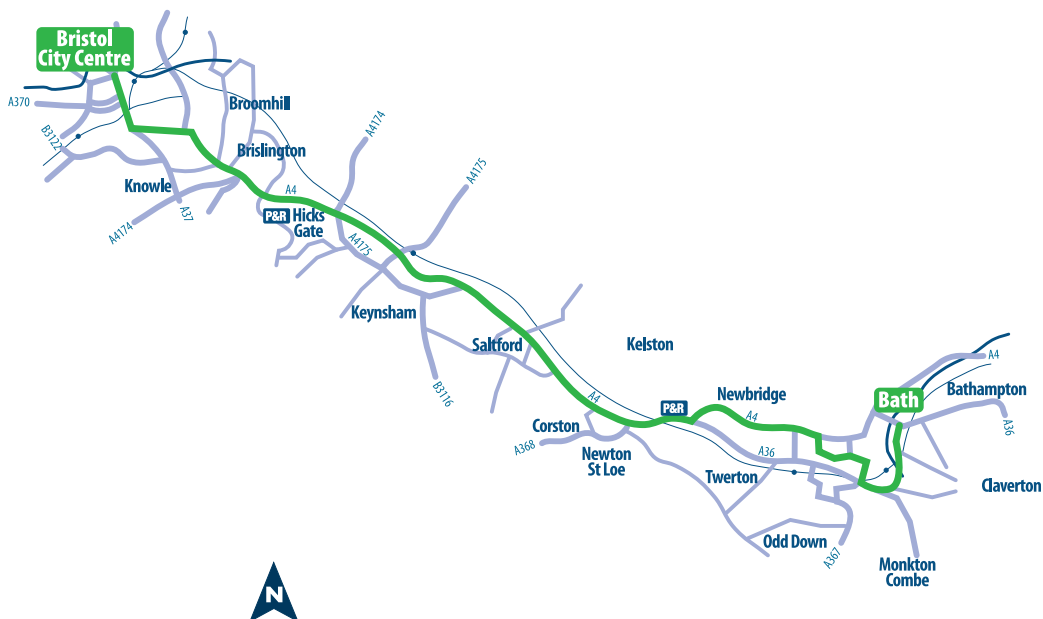 Bristol
City Centre
A370
Broomhill
B3122
A4174
Brislington
A4175
Knowle
A4
A37
P&R Hicks
Gate
A4174
A4175
Keynsham
Saltford
Kelston
A4
Bathampton
B3116
A4
P&R
Newbridge
A4
Bath
A36
Corston
A368
Newton
St Loe
A36
Twerton
Claverton
Odd Down
A367
Monkton
Combe
N